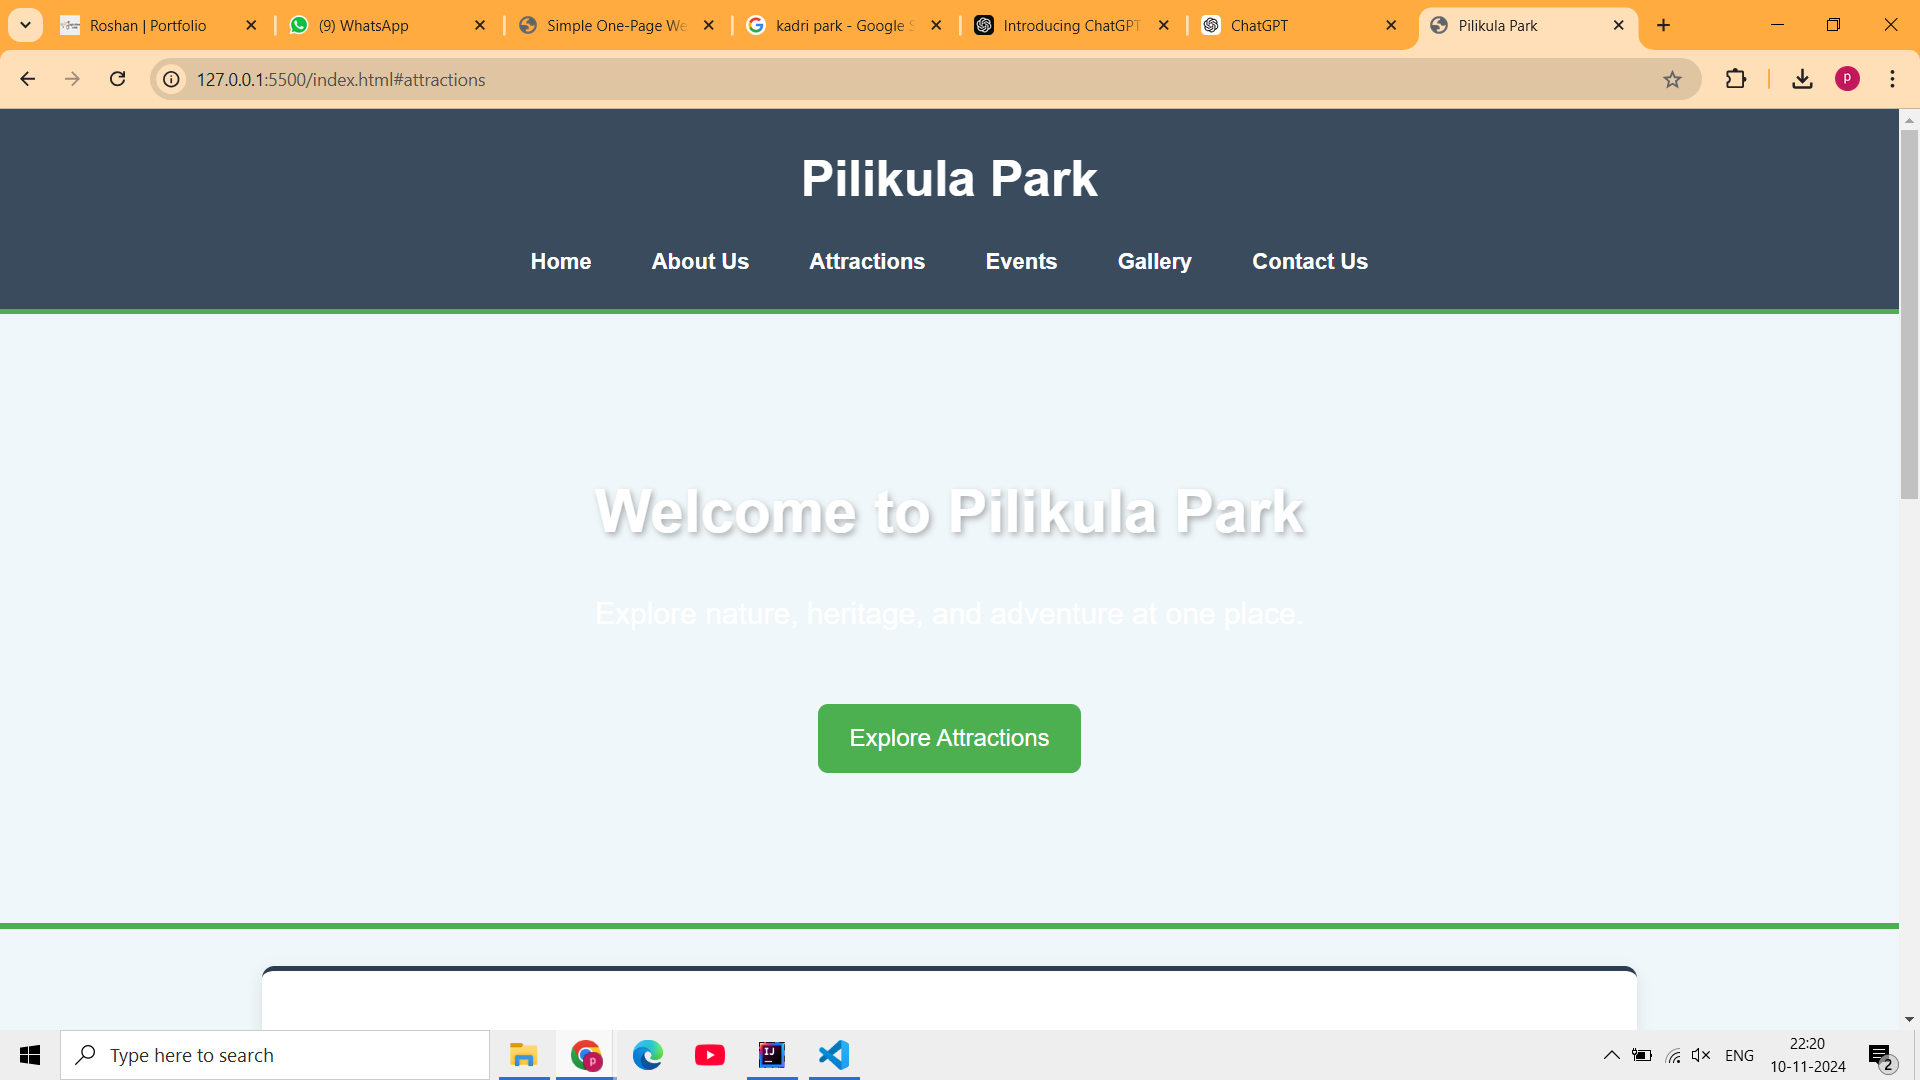 Roshan | Portfolio
(9) WhatsApp
Simple One-Page We
kadri park - Google S
Introducing ChatGPT
ChatGPT
Pilikula Park
127.0.0.1:5500/index.html#attractions
p
Pilikula Park
Home About Us Attractions Events Gallery Contact Us
Welcome to Pilikula Park
Explore nature, heritage, and adventure at one place.
Explore Attractions
Type here to search
p
IJ
ENG
22:20
10-11-2024
2